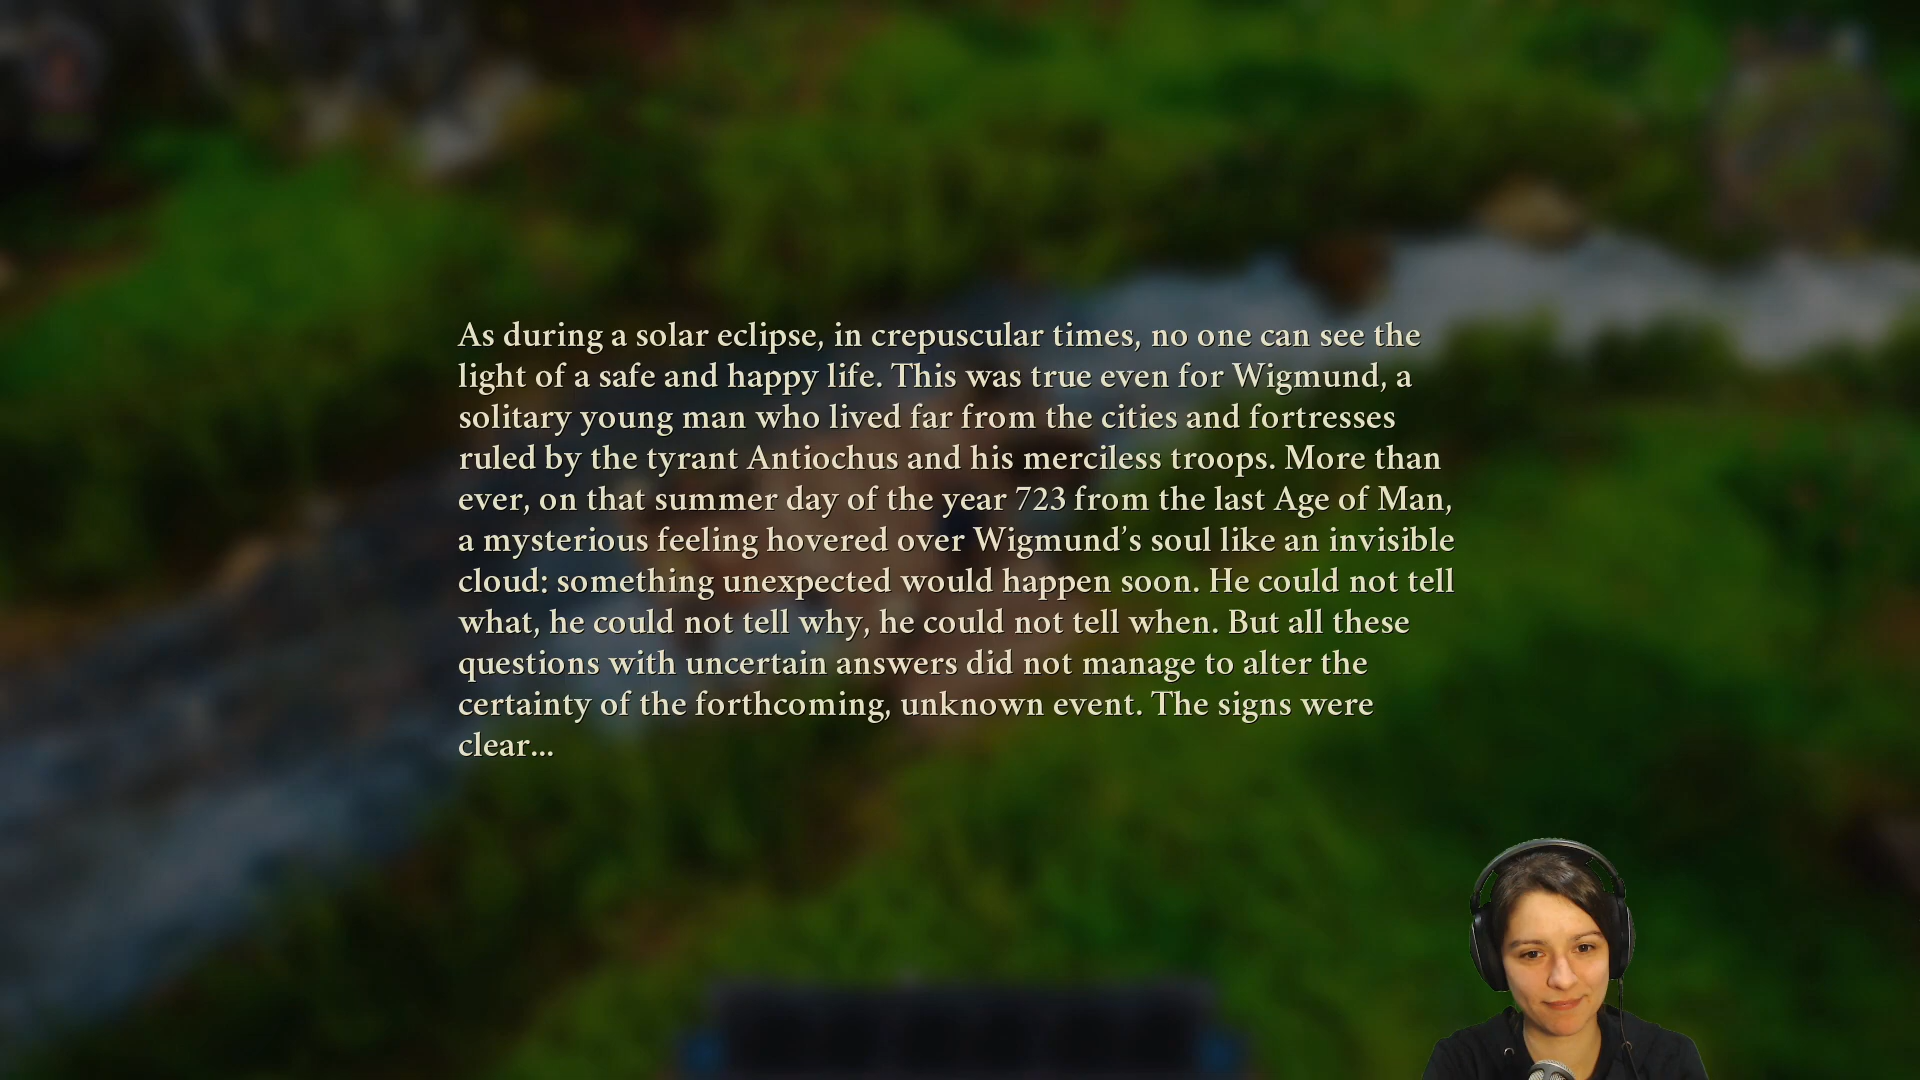 As during a solar eclipse, in crepuscular times, no one can see the
light of a safe and happy life. This was true even for Wigmund, a
solitary young man who lived far from the cities and fortresses
ruled by the tyrant Antiochus and his merciless troops. More than
ever, on that summer day of the year 723 from the last Age of Man,
a mysterious feeling hovered over Wigmund’s soul like an invisible
cloud: something unexpected would happen soon. He could not tell
what, he could not tell why, he could not tell when. But all these
questions with uncertain answers did not manage to alter the
certainty of the forthcoming, unknown event. The signs were
clear...